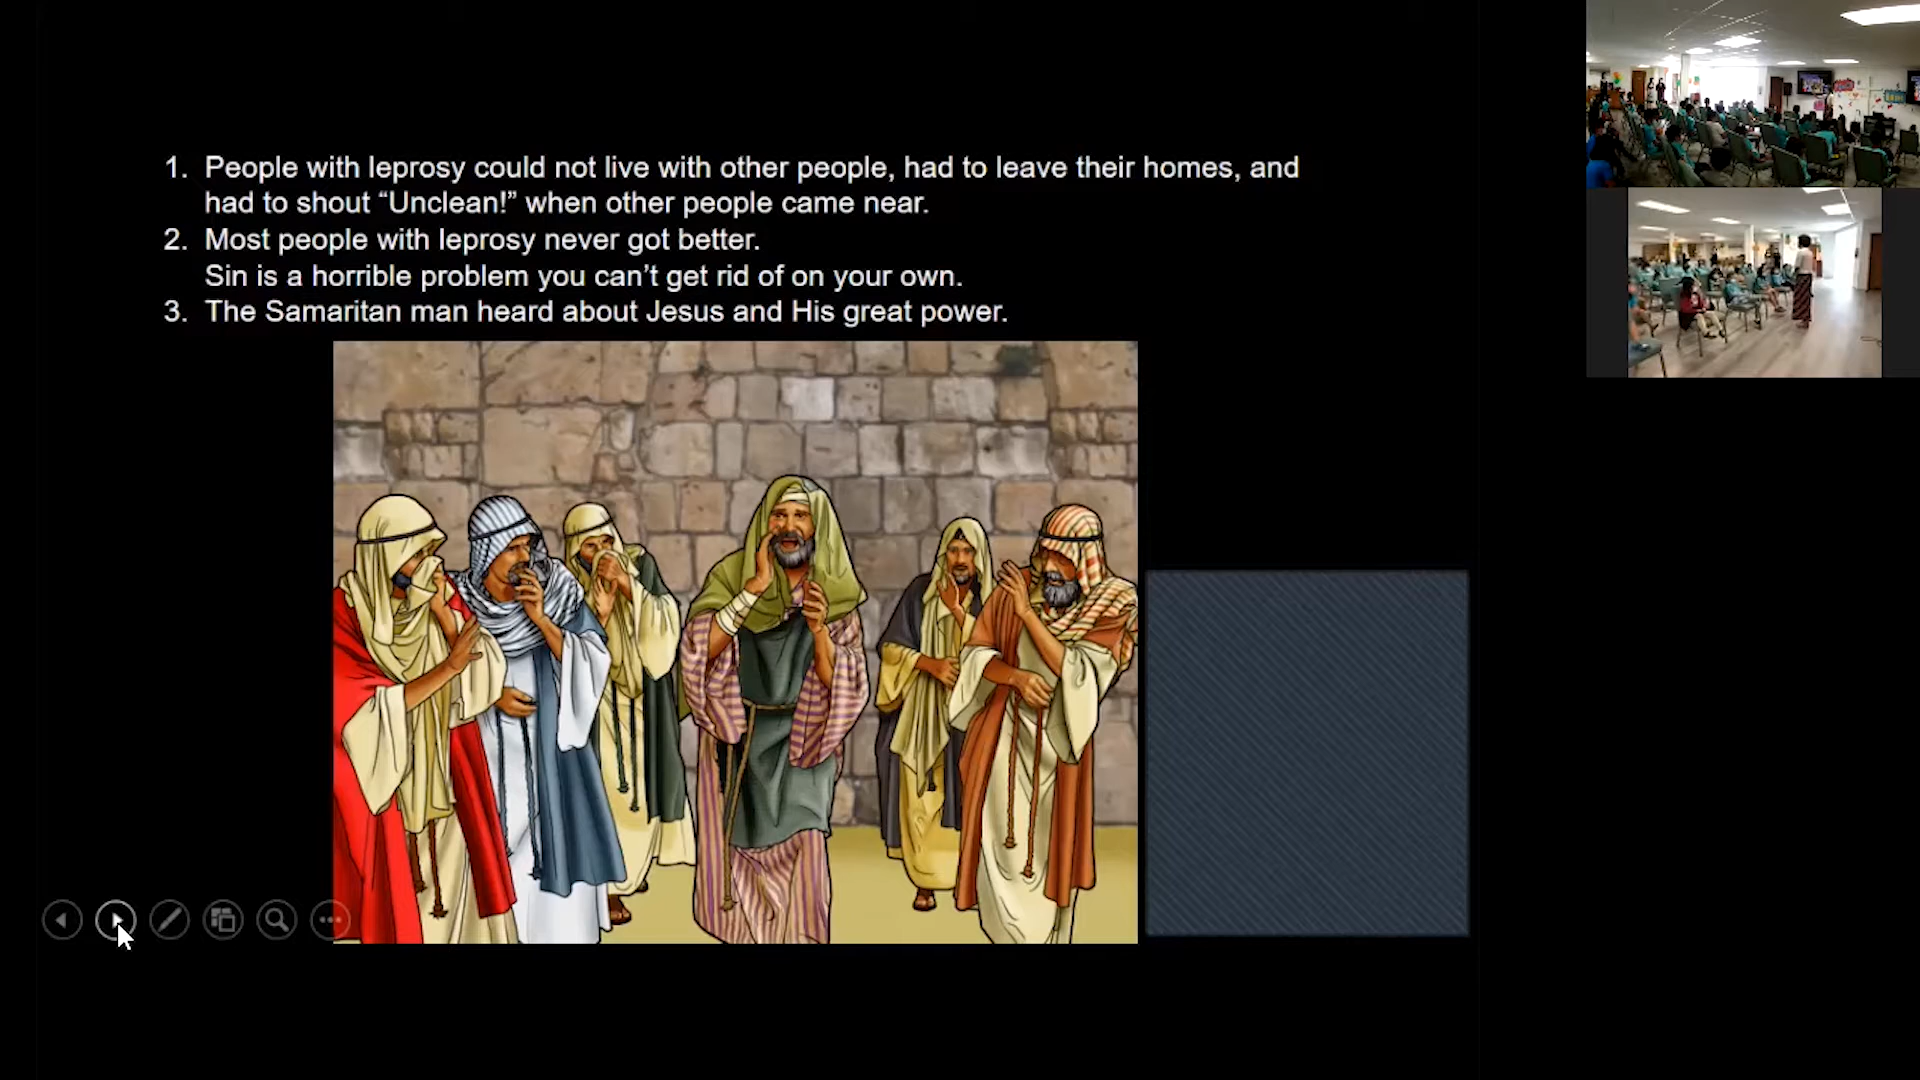 1. People with leprosy could not live with other people, had to leave their homes, and
had to shout “Unclean!” when other people came near.
2. Most people with leprosy never got better.
Sin is a horrible problem you can’t get rid of on your own.
3. The Samaritan man heard about Jesus and His great power.